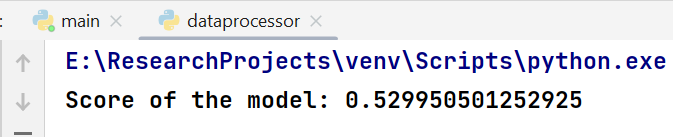 : main × dataprocessor ×
E:\ResearchProjects\venv\Scripts\python.exe
Score of the model: 0.529950501252925